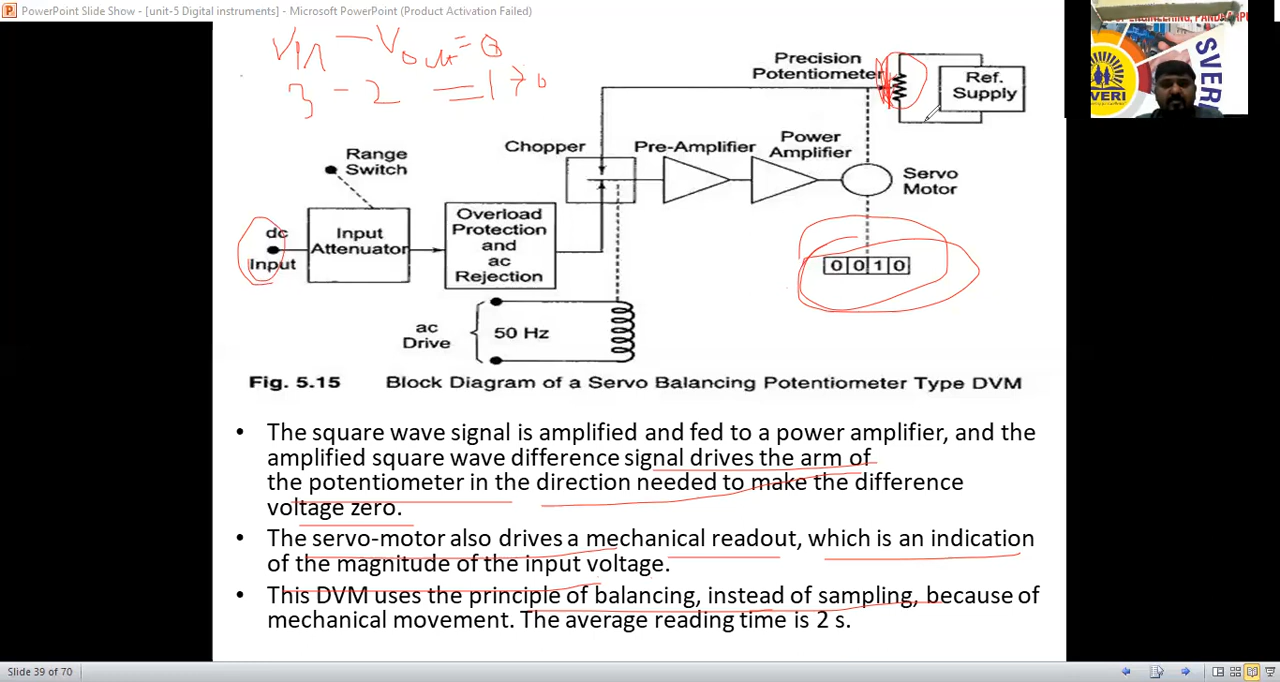 PowerPoint Slide Show - [unit-5 Digital instruments] - Microsoft PowerPoint (Product Activation Failed)
Vin - Vout = 0
3 - 2 = 1 > 0
Precision
Potentiometer
Ref.
Supply
SVERI
SVERI
Chopper
Pre-Amplifier
Power
Amplifier
Servo
Motor
Range
Switch
dc
Input
Input
Attenuator
Overload
Protection
and
ac
Rejection
0 0 1 0
ac
Drive
50 Hz
Fig. 5.15 Block Diagram of a Servo Balancing Potentiometer Type DVM
• The square wave signal is amplified and fed to a power amplifier, and the
amplified square wave difference signal drives the arm of
the potentiometer in the direction needed to make the difference
voltage zero.
• The servo-motor also drives a mechanical readout, which is an indication
of the magnitude of the input voltage.
• This DVM uses the principle of balancing, instead of sampling, because of
mechanical movement. The average reading time is 2 s.
Slide 39 of 70